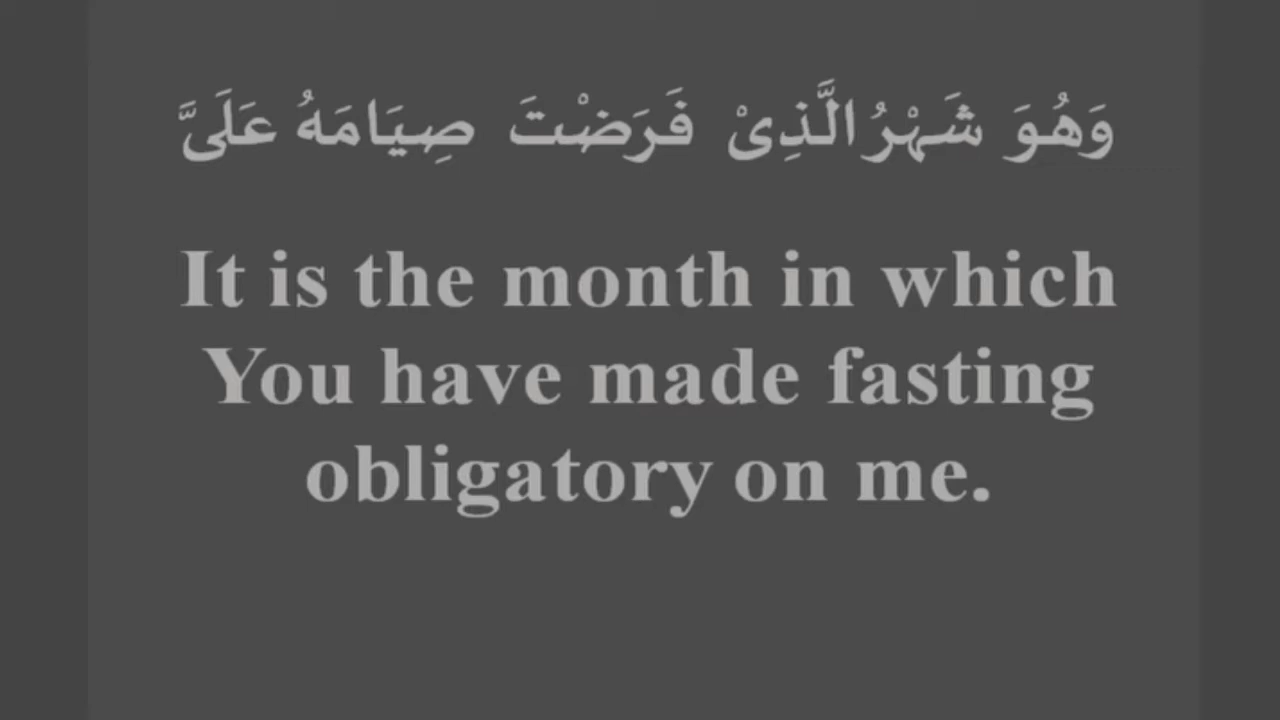 وَهُوَ شَهْرُ الَّذِىْ فَرَضْتَ صِيَامَهُ عَلَىَّ
It is the month in which
You have made fasting
obligatory on me.